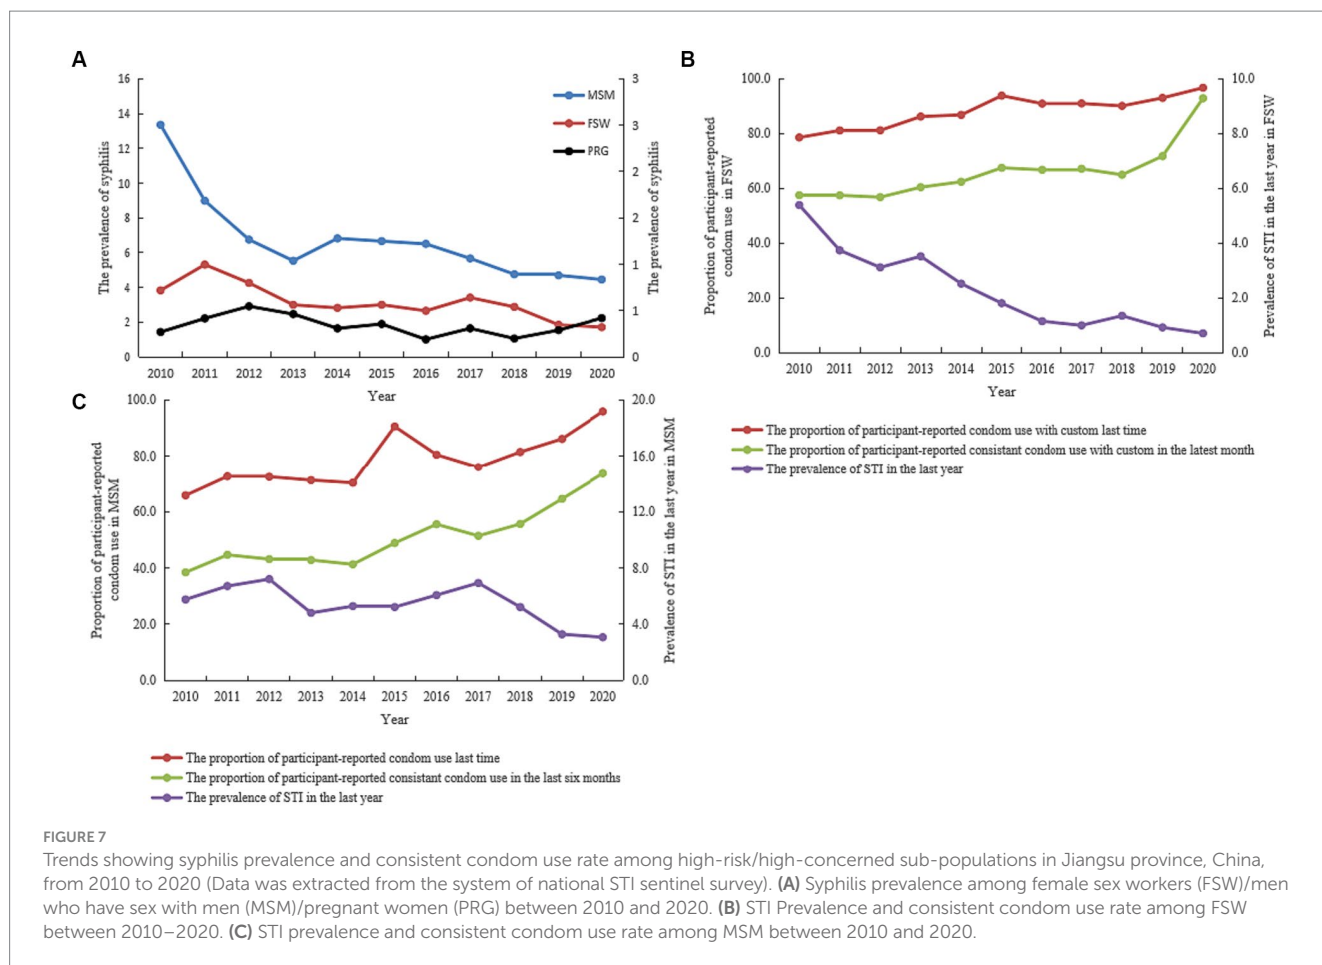 A
16
14
12
10
8
6
4
2
0
The prevalence of syphilis
3
3
2
2
1
1
0
The prevalence of syphilis
MSM
FSW
PRG
2010 2011 2012 2013 2014 2015 2016 2017 2018 2019 2020
Year
B
100.0
80.0
60.0
40.0
20.0
0.0
Proportion of participant-reported
condom use in FSW
10.0
8.0
6.0
4.0
2.0
0.0
Prevalence of STI in the last year in FSW
2010 2011 2012 2013 2014 2015 2016 2017 2018 2019 2020
Year
The proportion of participant-reported condom use with custom last time
The proportion of participant-reported consistant condom use with custom in the latest month
The prevalence of STI in the last year
C
100.0
80.0
60.0
40.0
20.0
0.0
Proportion of participant-reported
condom use in MSM
20.0
16.0
12.0
8.0
4.0
0.0
Prevalence of STI in the last year in MSM
2010 2011 2012 2013 2014 2015 2016 2017 2018 2019 2020
Year
The proportion of participant-reported condom use last time
The proportion of participant-reported consistant condom use in the last six months
The prevalence of STI in the last year
FIGURE 7
Trends showing syphilis prevalence and consistent condom use rate among high-risk/high-concerned sub-populations in Jiangsu province, China,
from 2010 to 2020 (Data was extracted from the system of national STI sentinel survey). (A) Syphilis prevalence among female sex workers (FSW)/men
who have sex with men (MSM)/pregnant women (PRG) between 2010 and 2020. (B) STI Prevalence and consistent condom use rate among FSW
between 2010–2020. (C) STI prevalence and consistent condom use rate among MSM between 2010 and 2020.